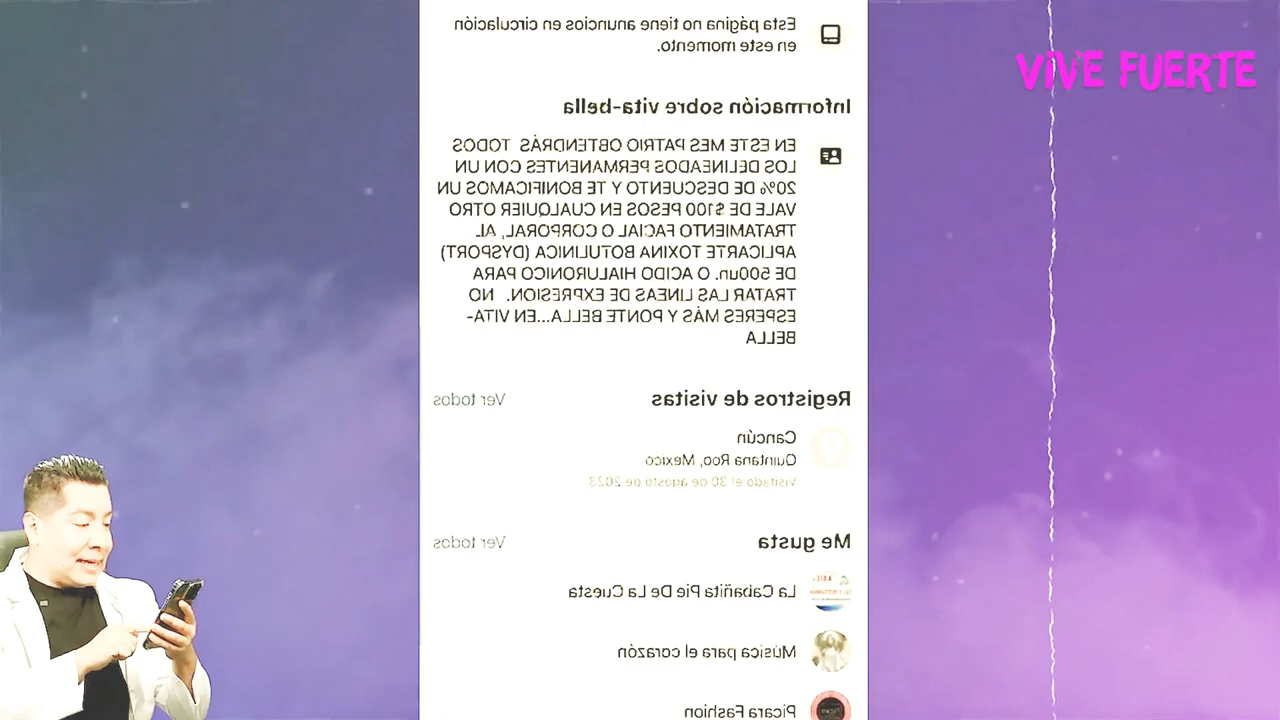 Esta página no tiene anuncios en circulación
en este momento.
VIVE FUERTE
Información sobre vita-bella
EN ESTE MES PATRIO OBTENDRÁS TODOS
LOS DELINEADOS PERMANENTES CON UN
20% DE DESCUENTO Y TE BONIFICAMOS UN
VALE DE $100 PESOS EN CUALQUIER OTRO
TRATAMIENTO FACIAL O CORPORAL, AL
APLICARTE TOXINA BOTULINICA (DYSPORT)
DE 500un. O ACIDO HIALURONICO PARA
TRATAR LAS LINEAS DE EXPRESION. NO
ESPERES MÁS Y PONTE BELLA...EN VITA-
BELLA
Registros de visitas
Ver todos
Cancún
Quintana Roo, Mexico
Visitado el 30 de agosto de 2023
Me gusta
Ver todos
La Cabañita Pie De La Cuesta
Música para el corazón
Picara Fashion